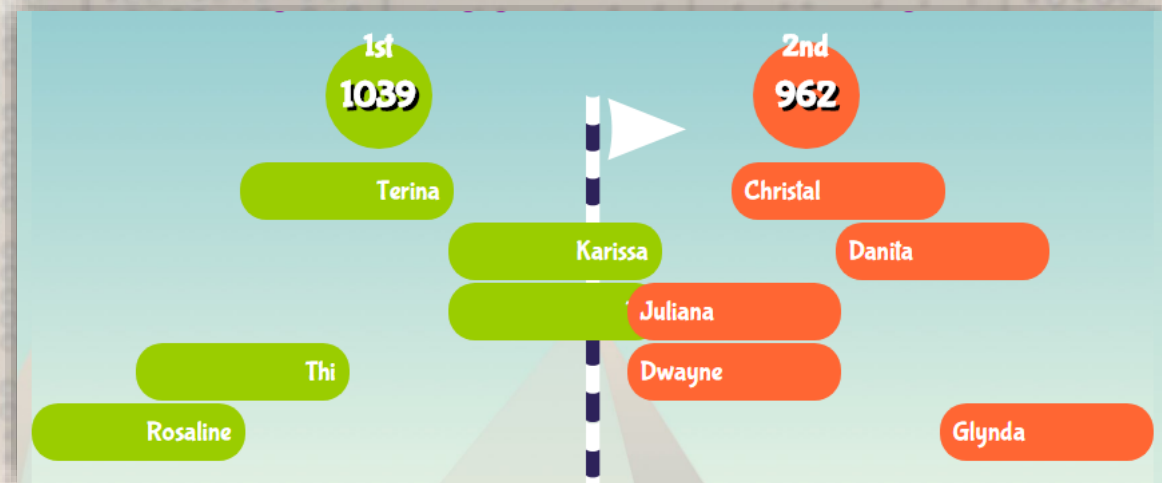 1st 2nd
1039 962
Terina Christal
Karissa Danita
Juliana
Thi Dwayne
Rosaline Glynda